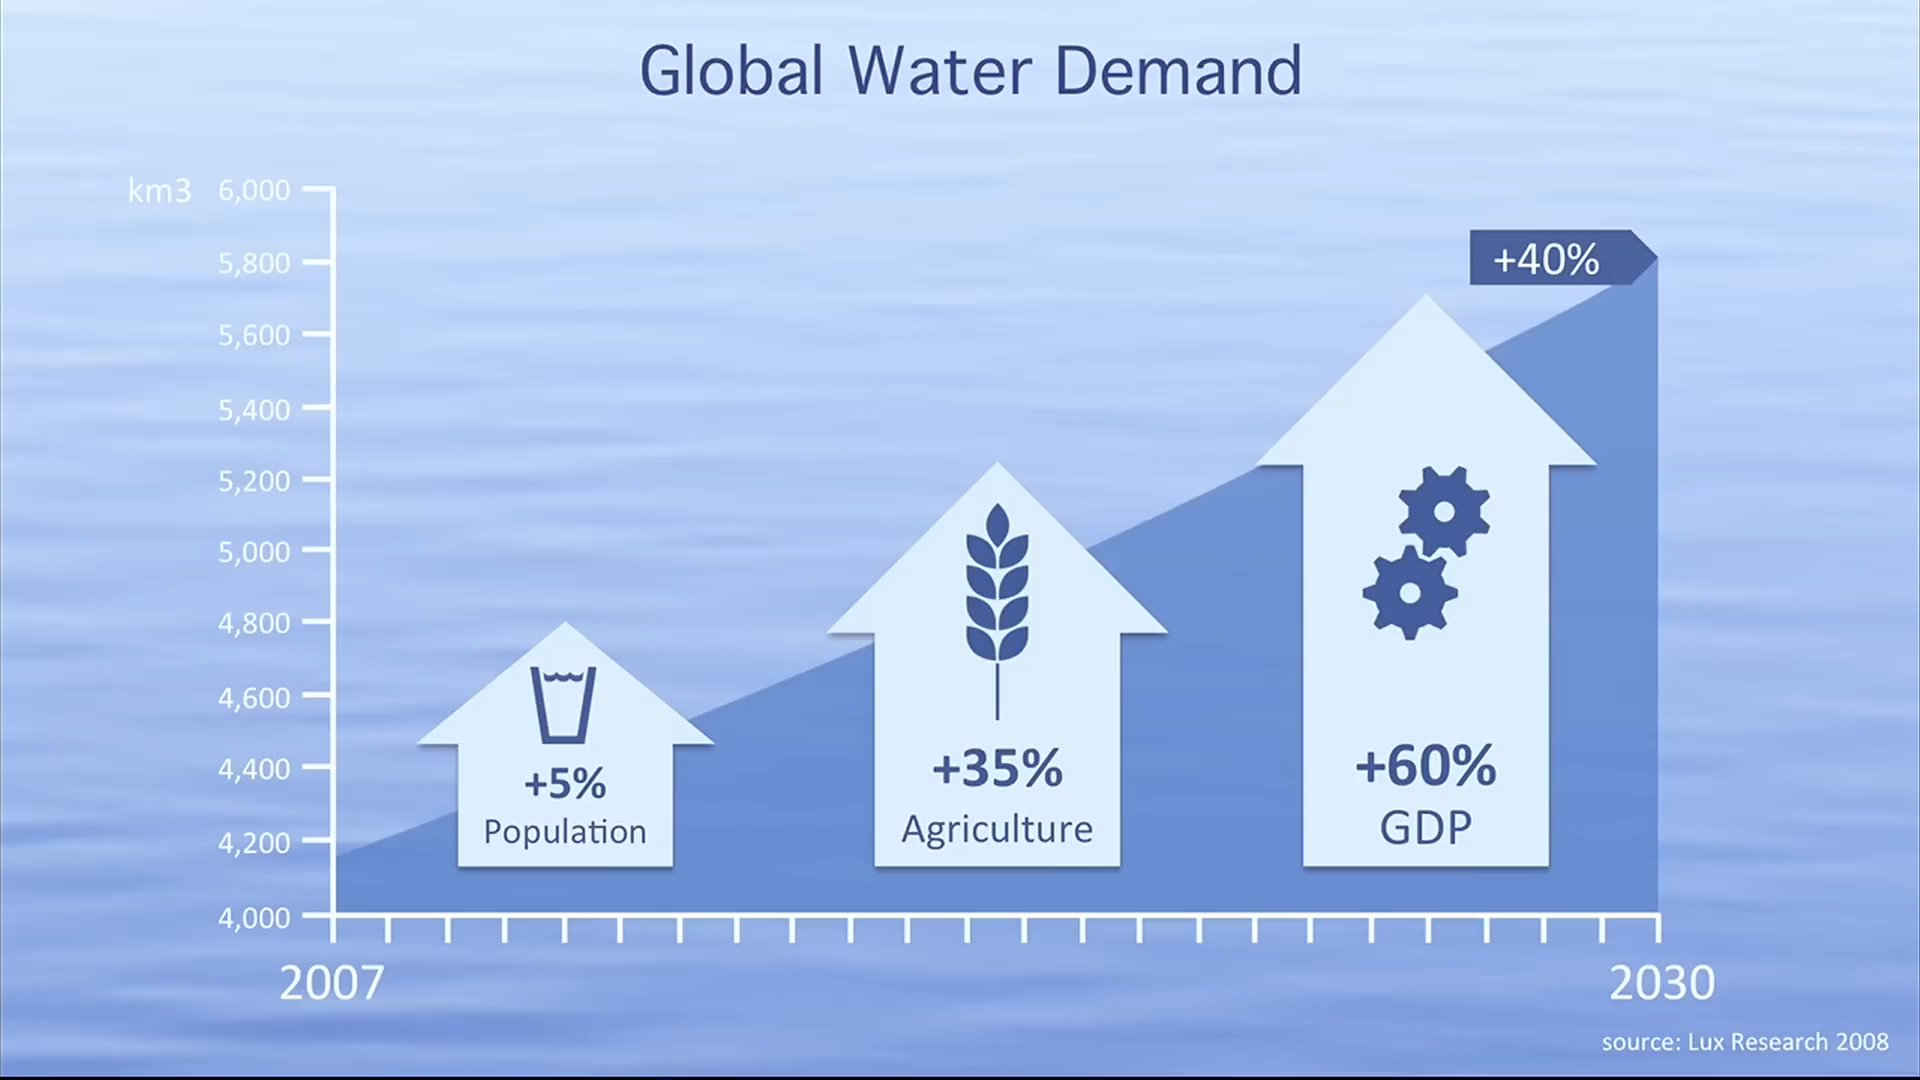 Global Water Demand
km3
6,000
5,800
5,600
5,400
5,200
5,000
4,800
4,600
4,400
4,200
4,000
+40%
+5%
Population
+35%
Agriculture
+60%
GDP
2007
2030
source: Lux Research 2008